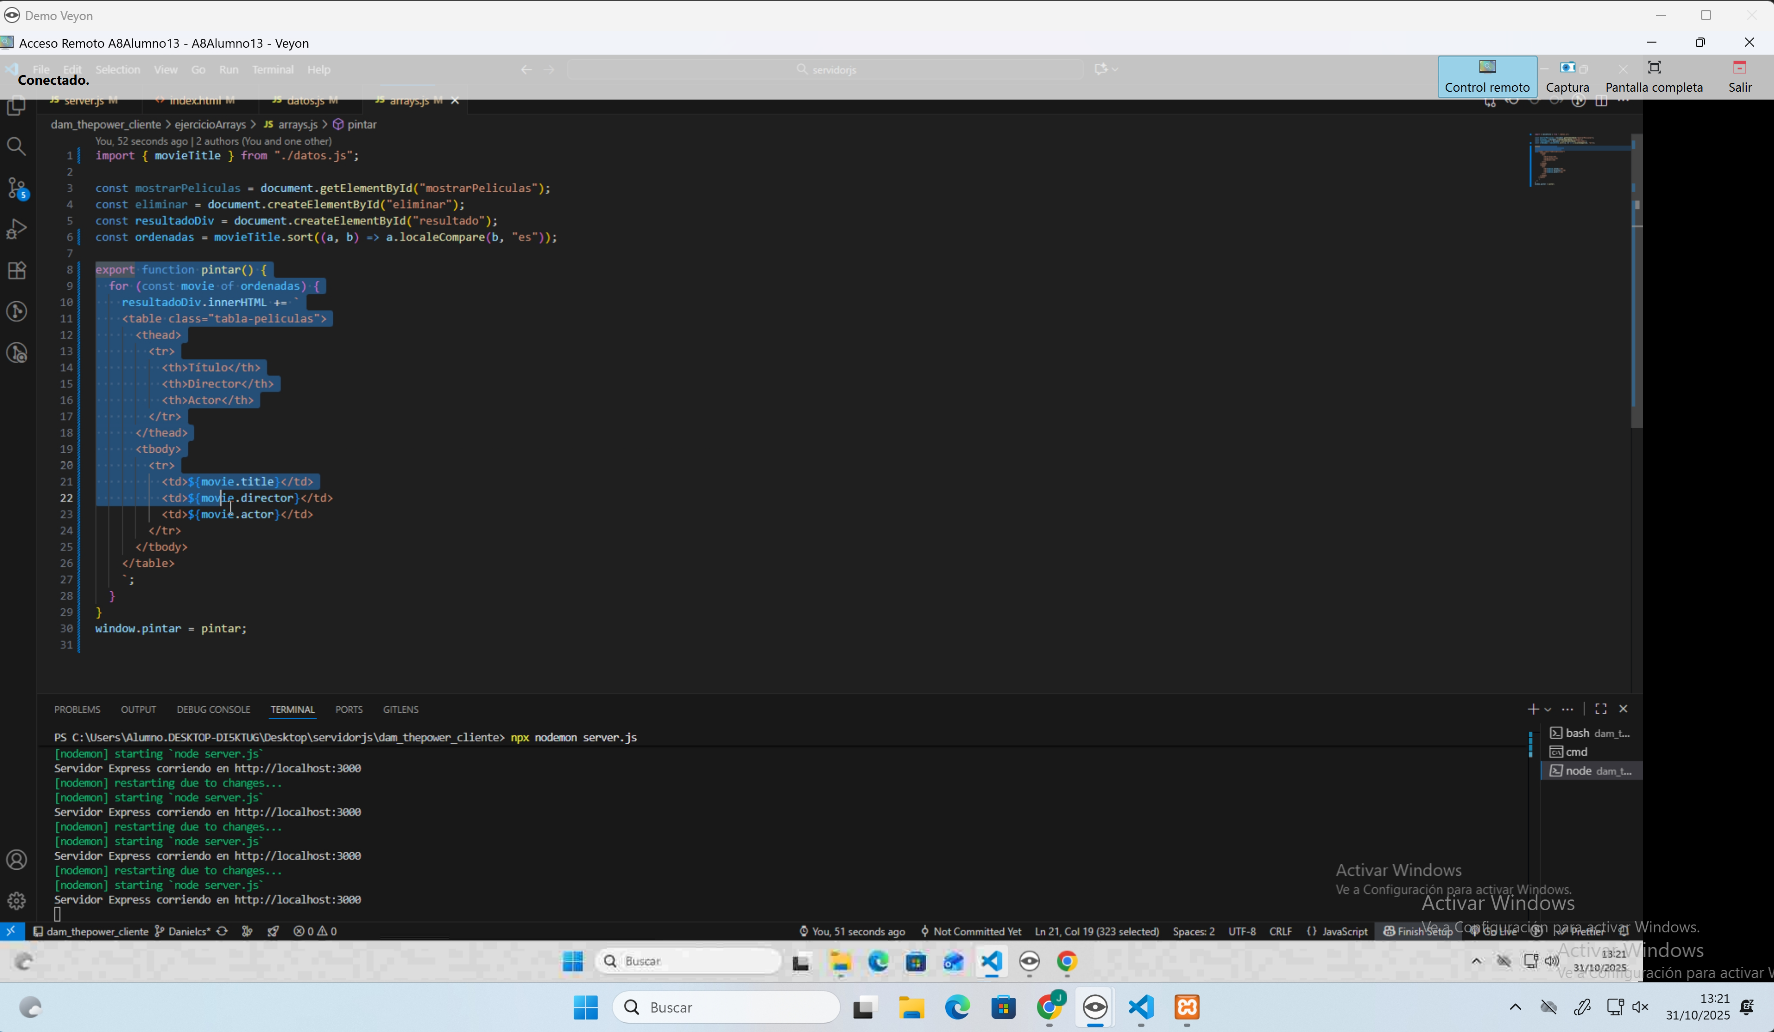 Demo Veyon
Acceso Remoto A8Alumno13 - A8Alumno13 - Veyon
File Edit Selection View Go Run Terminal Help
servidorjs
Conectado.
Control remoto Captura Pantalla completa Salir
JS server.js M <> index.html M JS datos.js M JS arrays.js M
dam_thepower_cliente > ejercicioArrays > JS arrays.js > pintar
You, 52 seconds ago | 2 authors (You and one other)
1 import { movieTitle } from "./datos.js";
2
3 const mostrarPeliculas = document.getElementById("mostrarPeliculas");
4 const eliminar = document.createElementById("eliminar");
5 const resultadoDiv = document.createElementById("resultado");
6 const ordenadas = movieTitle.sort((a, b) => a.localeCompare(b, "es"));
7
8 export function pintar() {
9 for (const movie of ordenadas) {
10 resultadoDiv.innerHTML += `
11 <table class="tabla-peliculas">
12 <thead>
13 <tr>
14 <th>Título</th>
15 <th>Director</th>
16 <th>Actor</th>
17 </tr>
18 </thead>
19 <tbody>
20 <tr>
21 <td>${movie.title}</td>
22 <td>${movie.director}</td>
23 <td>${movie.actor}</td>
24 </tr>
25 </tbody>
26 </table>
27 `;
28 }
29 }
30 window.pintar = pintar;
31
PROBLEMS OUTPUT DEBUG CONSOLE TERMINAL PORTS GITLENS
PS C:\Users\Alumno.DESKTOP-DI5KTUG\Desktop\servidorjs\dam_thepower_cliente> npx nodemon server.js
[nodemon] starting `node server.js`
Servidor Express corriendo en http://localhost:3000
[nodemon] restarting due to changes...
[nodemon] starting `node server.js`
Servidor Express corriendo en http://localhost:3000
[nodemon] restarting due to changes...
[nodemon] starting `node server.js`
Servidor Express corriendo en http://localhost:3000
[nodemon] restarting due to changes...
[nodemon] starting `node server.js`
Servidor Express corriendo en http://localhost:3000
bash dam_t...
cmd
node dam_t...
Activar Windows
Ve a Configuración para activar Windows.
Activar Windows
Ve a Configuración para activar Windows.
Activar Windows
Ve a Configuración para activar
dam_thepower_cliente Danielcs* 0 0 You, 51 seconds ago Not Committed Yet Ln 21, Col 19 (323 selected) Spaces: 2 UTF-8 CRLF {} JavaScript Finish Setup Go Live Prettier
Buscar
13:21
31/10/2025
Buscar
13:21
31/10/2025